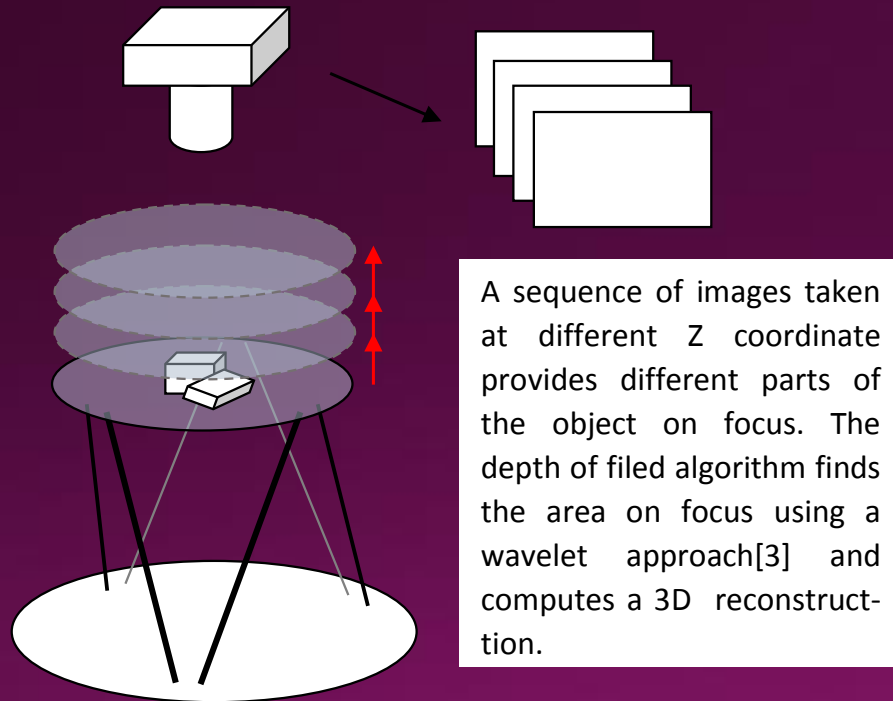 A sequence of images taken
at different Z coordinate
provides different parts of
the object on focus. The
depth of filed algorithm finds
the area on focus using a
wavelet approach[3] and
computes a 3D reconstruct-
tion.